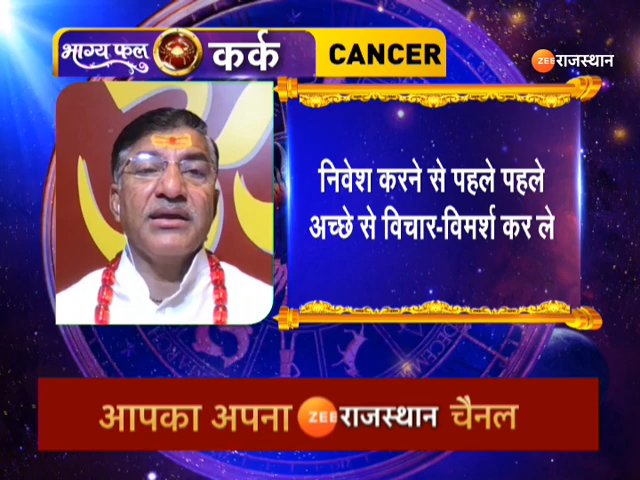 भाग्य फल कर्क CANCER
ZEE राजस्थान
निवेश करने से पहले पहले
अच्छे से विचार-विमर्श कर ले
आपका अपना ZEE राजस्थान चैनल